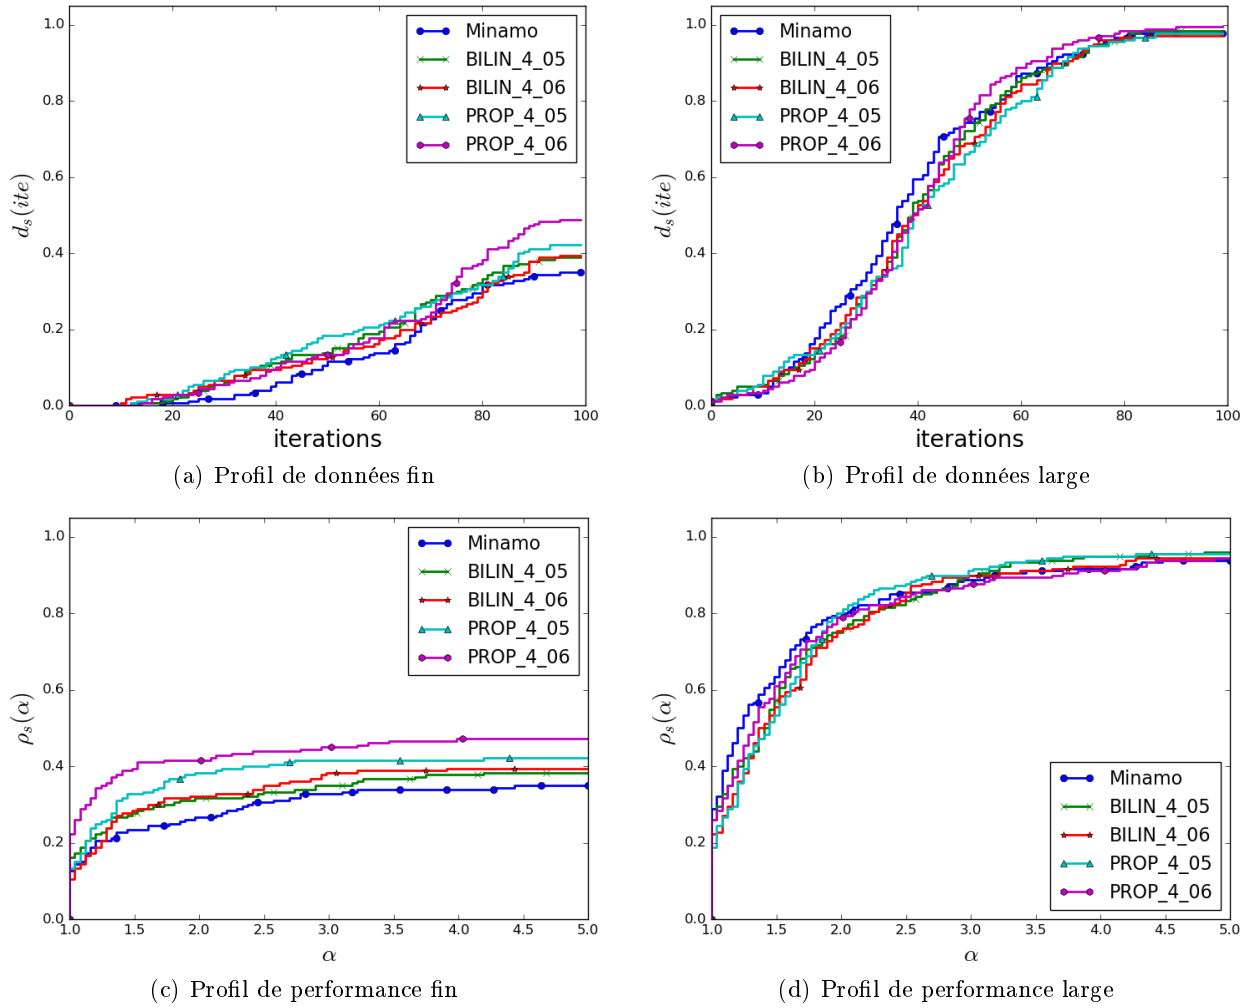 1.0
0.8
0.6
0.4
0.2
0.0
d_s(ite)
Minamo
BILIN_4_05
BILIN_4_06
PROP_4_05
PROP_4_06
0 20 40 60 80 100
iterations
(a) Profil de données fin
1.0
0.8
0.6
0.4
0.2
0.0
d_s(ite)
Minamo
BILIN_4_05
BILIN_4_06
PROP_4_05
PROP_4_06
0 20 40 60 80 100
iterations
(b) Profil de données large
1.0
0.8
0.6
0.4
0.2
0.0
ρ_s(α)
Minamo
BILIN_4_05
BILIN_4_06
PROP_4_05
PROP_4_06
1.0 1.5 2.0 2.5 3.0 3.5 4.0 4.5 5.0
α
(c) Profil de performance fin
1.0
0.8
0.6
0.4
0.2
0.0
ρ_s(α)
Minamo
BILIN_4_05
BILIN_4_06
PROP_4_05
PROP_4_06
1.0 1.5 2.0 2.5 3.0 3.5 4.0 4.5 5.0
α
(d) Profil de performance large